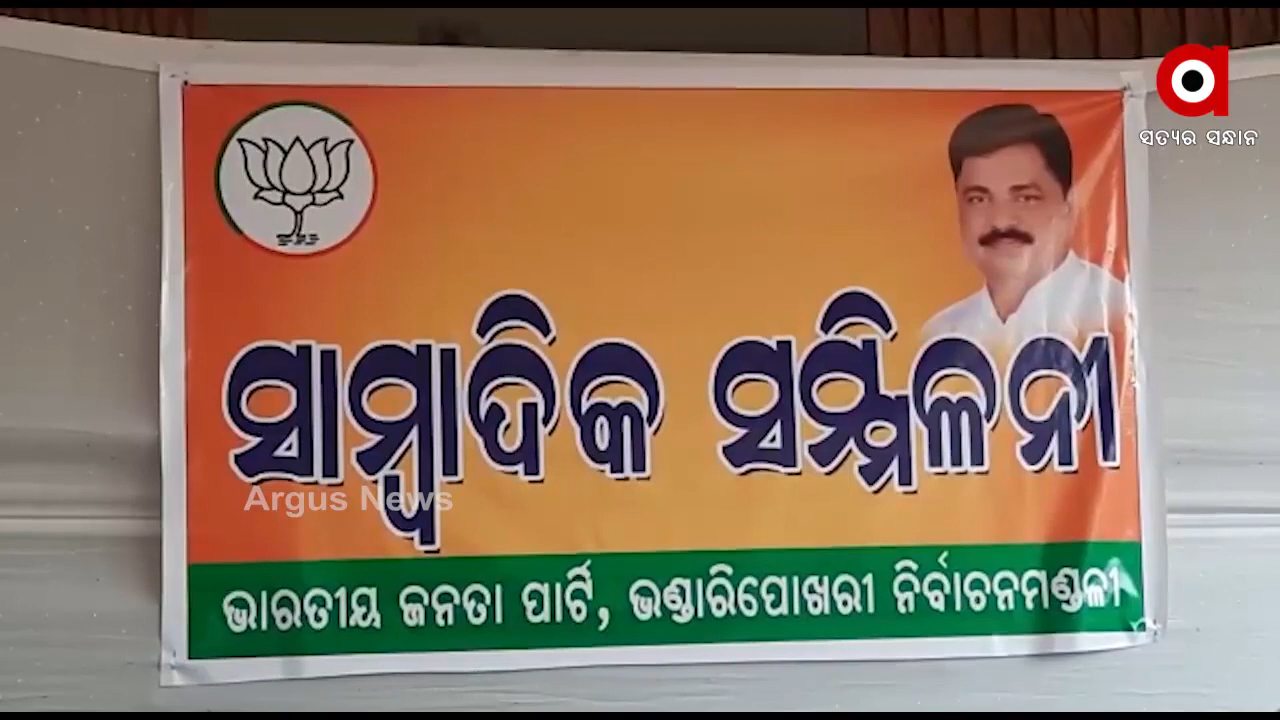 ସତ୍ୟର ସନ୍ଧାନ
ସାମ୍ବାଦିକ ସମ୍ମିଳନୀ
Argus News
ଭାରତୀୟ ଜନତା ପାର୍ଟି, ଭଣ୍ଡାରିପୋଖରୀ ନିର୍ବାଚନମଣ୍ଡଳୀ